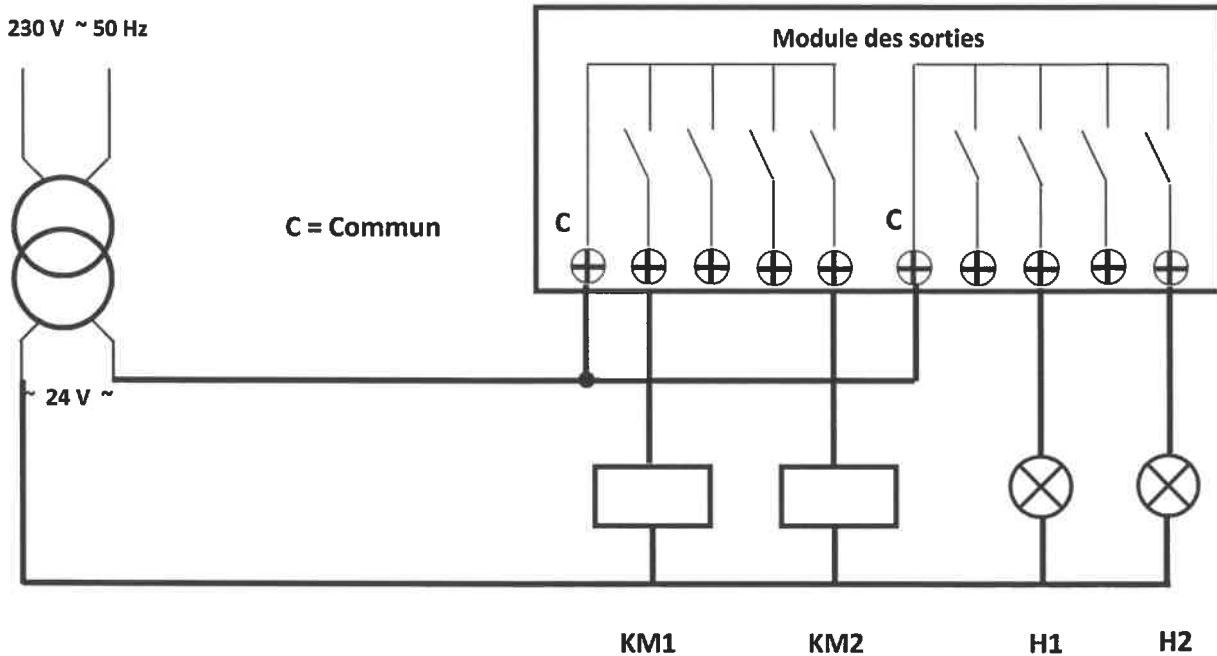 230 V ~ 50 Hz
Module des sorties
C = Commun
C
C
~ 24 V ~
KM1 KM2 H1 H2